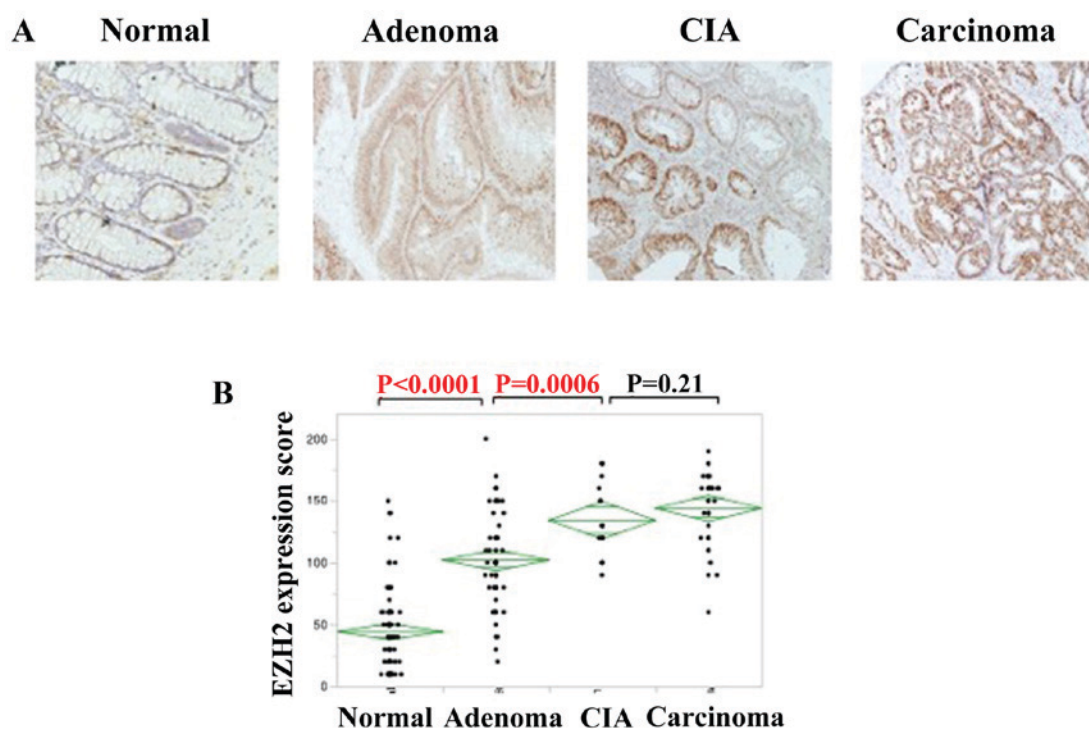 A
Normal
Adenoma
CIA
Carcinoma
B
P<0.0001
P=0.0006
P=0.21
EZH2 expression score
200
150
100
50
0
Normal
Adenoma
CIA
Carcinoma